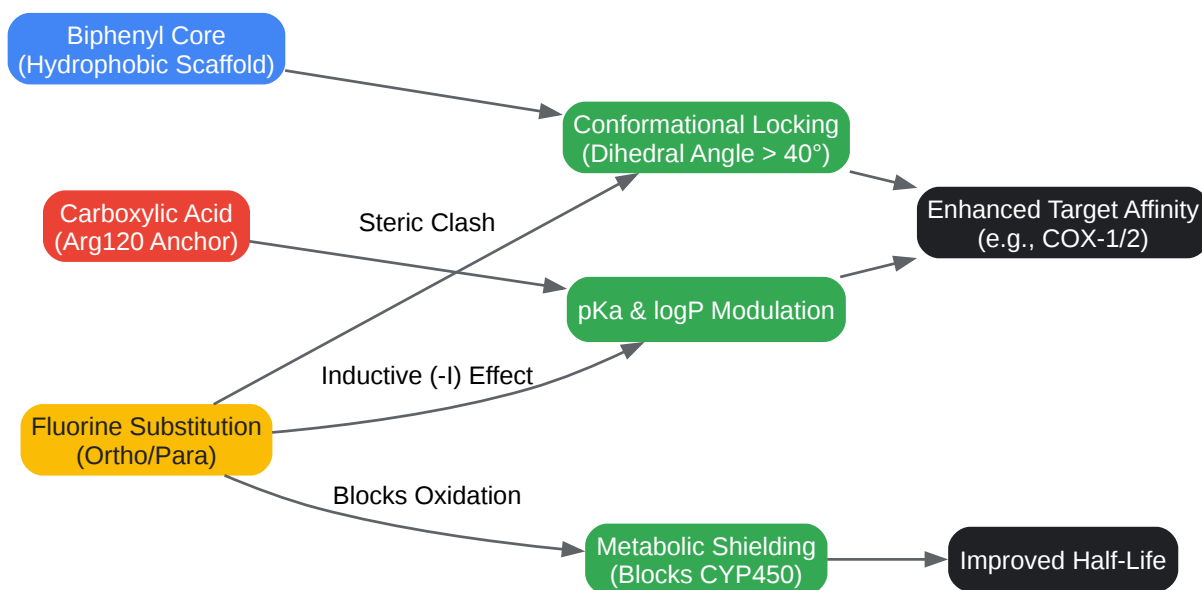 Biphenyl Core
(Hydrophobic Scaffold)
Conformational Locking
(Dihedral Angle > 40°)
Carboxylic Acid
(Arg120 Anchor)
Steric Clash
Enhanced Target Affinity
(e.g., COX-1/2)
pKa & logP Modulation
Inductive (-I) Effect
Fluorine Substitution
(Ortho/Para)
Blocks Oxidation
Metabolic Shielding
(Blocks CYP450)
Improved Half-Life